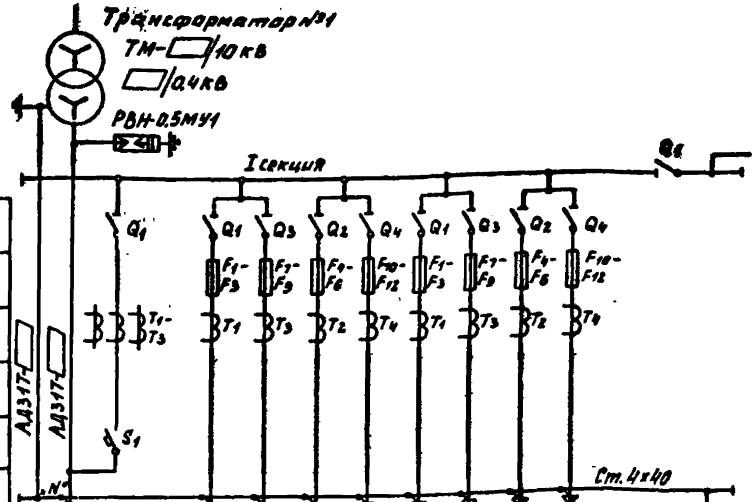 Трансформатор №1
ТМ- /10кв
/0.4кв
РВН-0.5МУ1
I секция
Q1 Q1 Q3 Q2 Q4 Q1 Q3 Q2 Q4
F1-F3 F7-F9 F4-F6 F10-F12 F1-F3 F7-F9 F4-F6 F10-F12
T1-T3 T1 T3 T2 T4 T1 T3 T2 T4
АД31Т-
АД31Т-
S1
"N"
Ст. 4х40